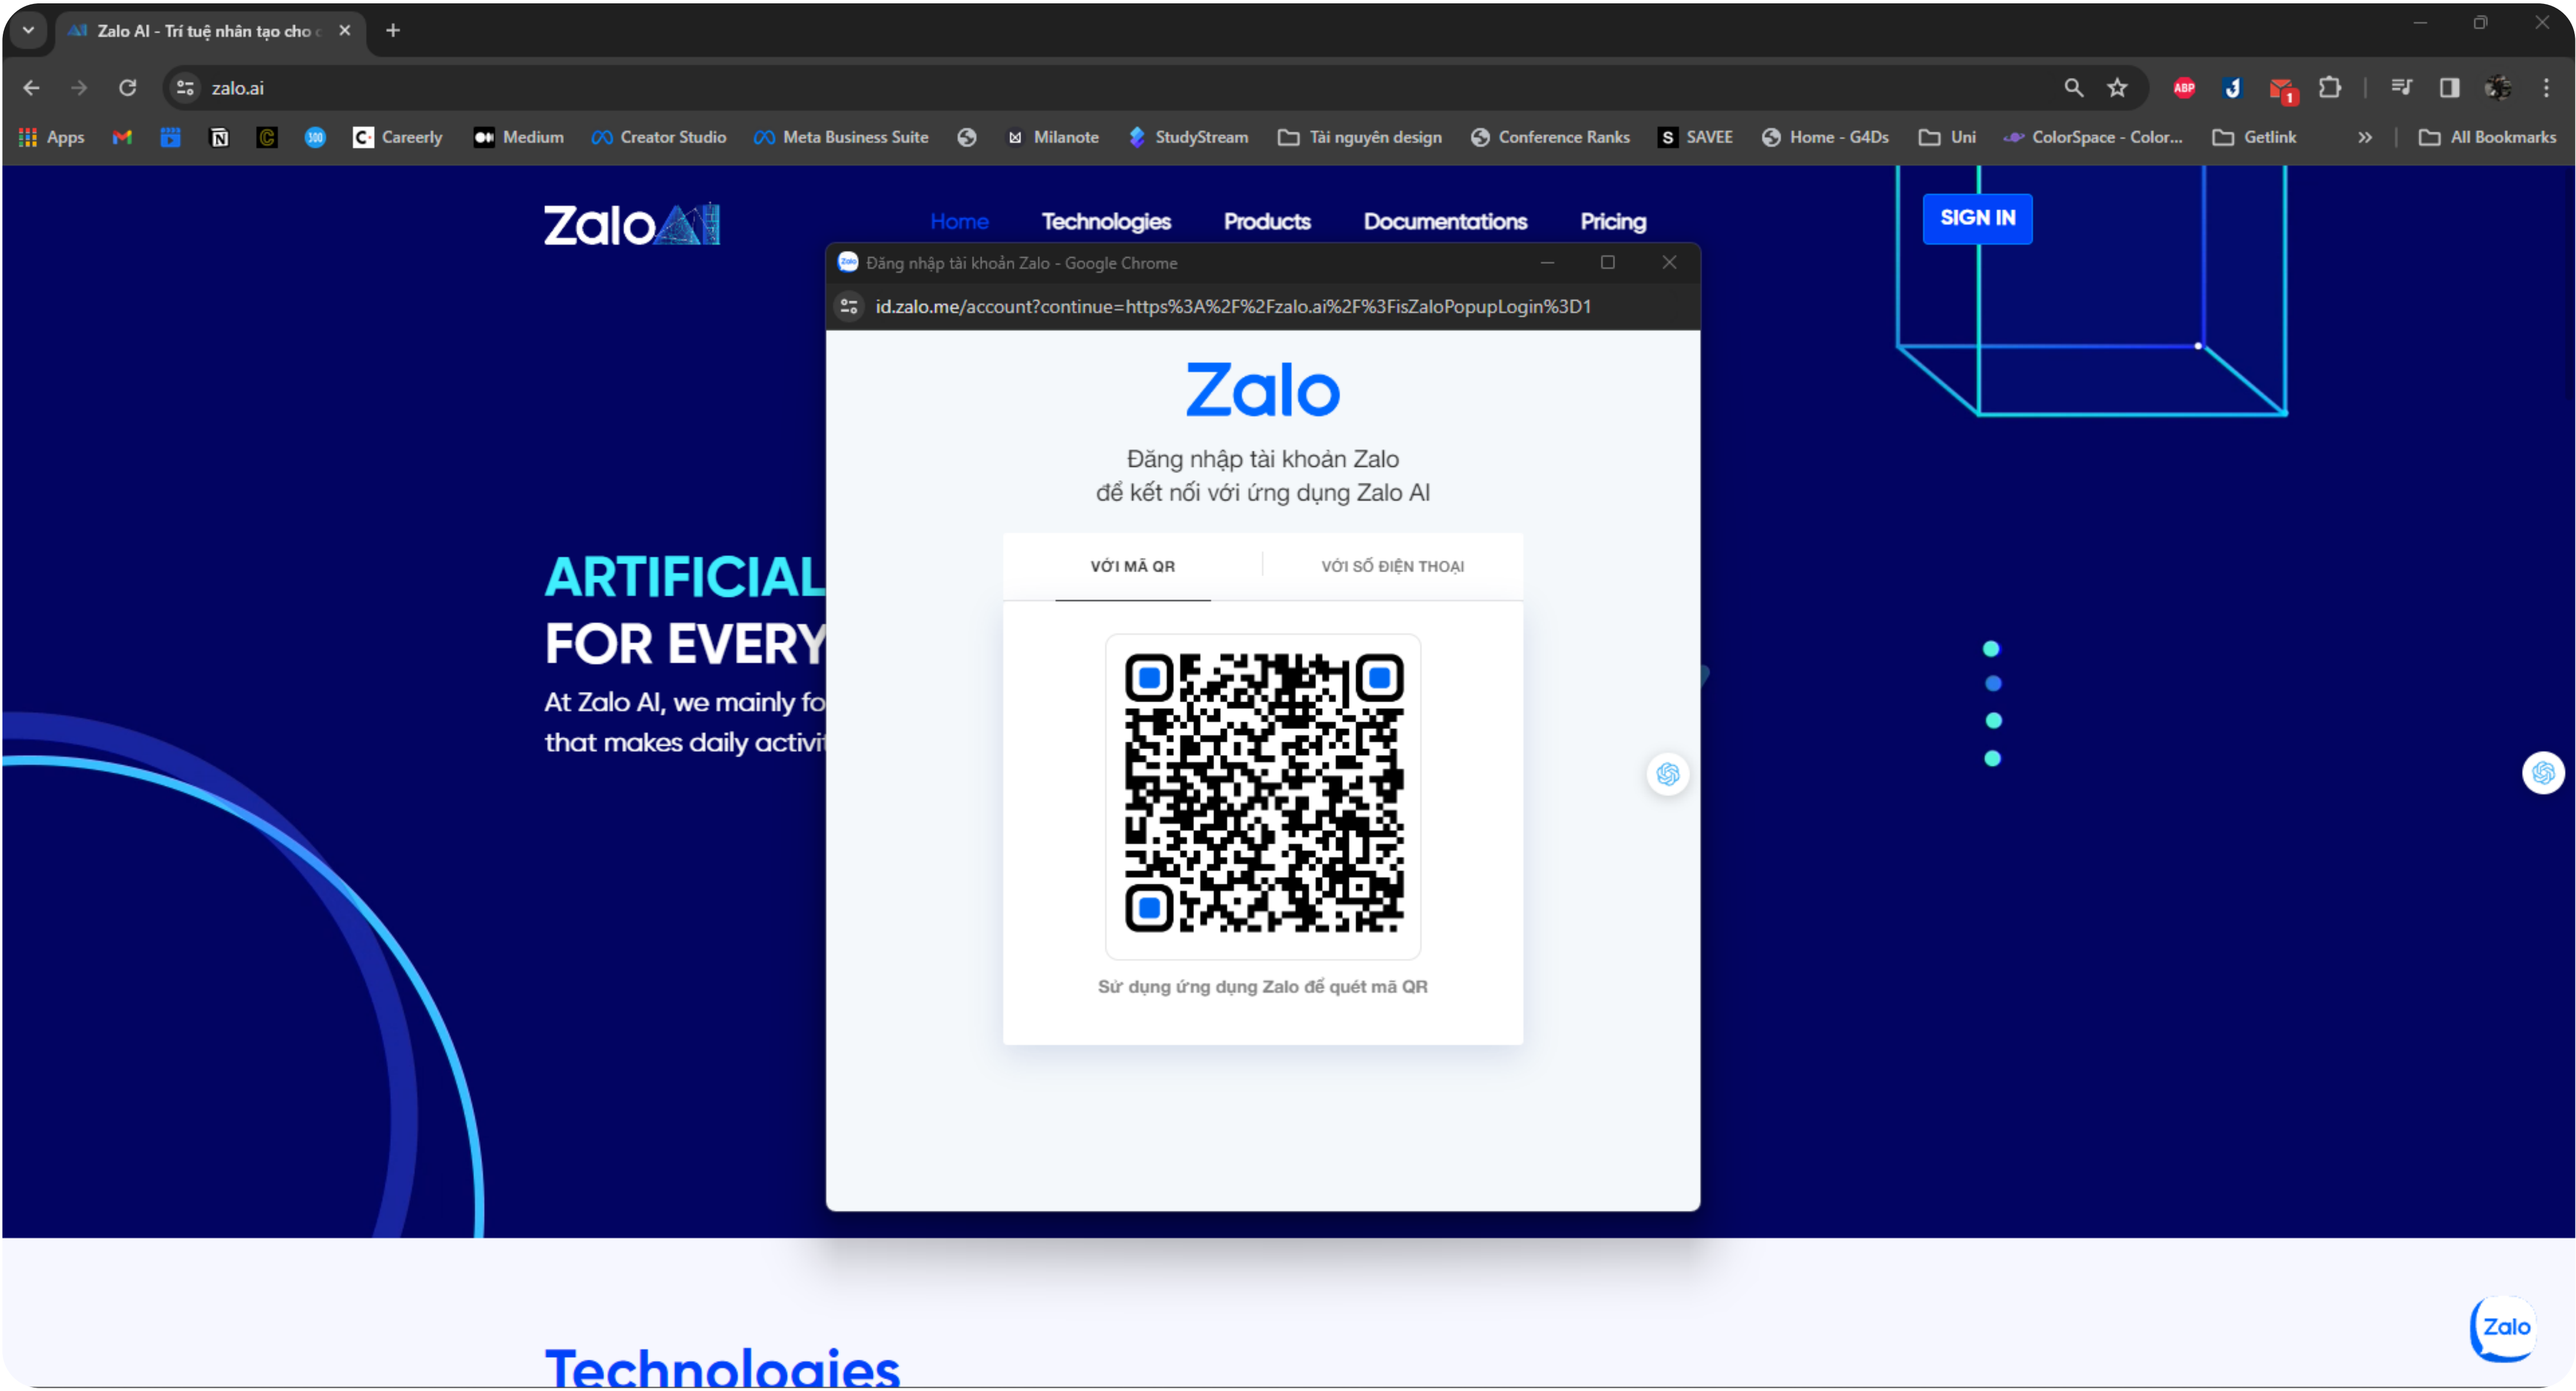 Zalo AI - Trí tuệ nhân tạo cho
zalo.ai
ABP
1
Apps
300
Careerly
Medium
Creator Studio
Meta Business Suite
Milanote
StudyStream
Tài nguyên design
Conference Ranks
SAVEE
Home - G4Ds
Uni
ColorSpace - Color...
Getlink
All Bookmarks
Zalo AI
Home
Technologies
Products
Documentations
Pricing
SIGN IN
Đăng nhập tài khoản Zalo - Google Chrome
id.zalo.me/account?continue=https%3A%2F%2Fzalo.ai%2F%3FisZaloPopupLogin%3D1
Zalo
Đăng nhập tài khoản Zalo
để kết nối với ứng dụng Zalo AI
VỚI MÃ QR
VỚI SỐ ĐIỆN THOẠI
Sử dụng ứng dụng Zalo để quét mã QR
ARTIFICIAL
FOR EVERY
At Zalo AI, we mainly fo
that makes daily activit
Technologies
Zalo